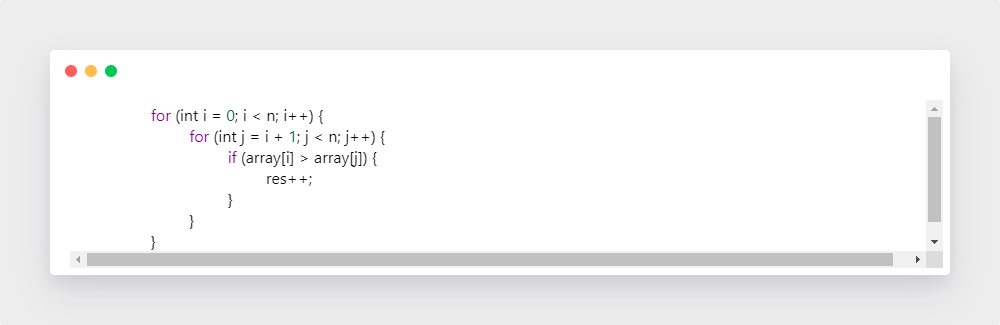 for (int i = 0; i < n; i++) {
for (int j = i + 1; j < n; j++) {
if (array[i] > array[j]) {
res++;
}
}
}